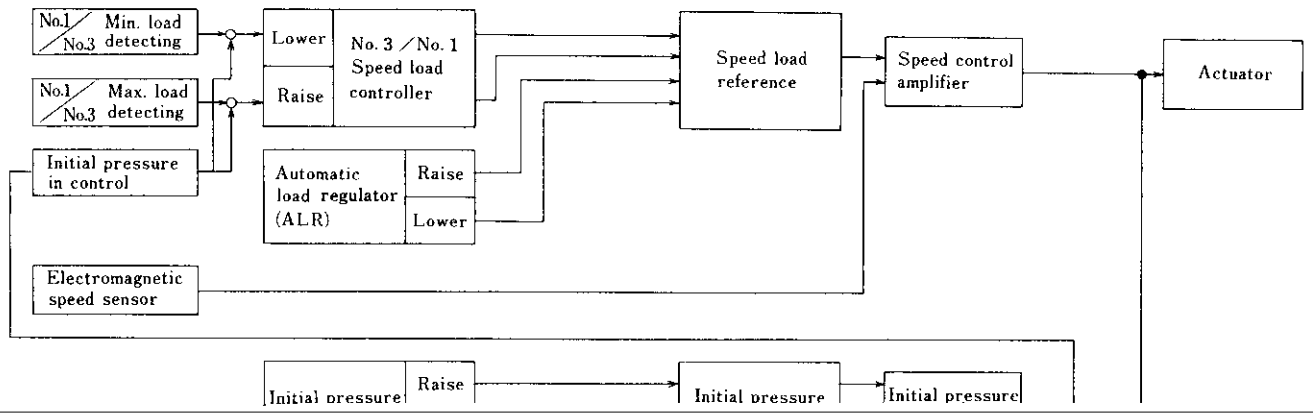 No.1/No.3 Min. load
detecting
Lower
No. 3 / No. 1
Speed load
controller
Raise
Speed load
reference
Speed control
amplifier
Actuator
No.1/No.3 Max. load
detecting
Initial pressure
in control
Automatic
load regulator
(ALR)
Raise
Lower
Electromagnetic
speed sensor
Initial pressure
Raise
Initial pressure
Initial pressure